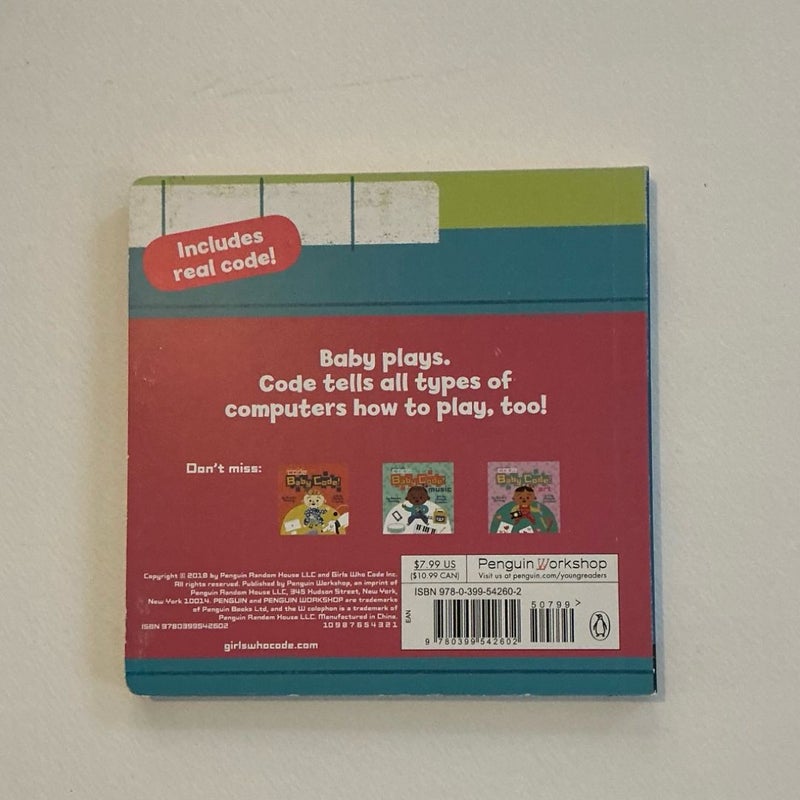 Includes
real code!
Baby plays.
Code tells all types of
computers how to play, too!
Don't miss:
code
Baby Code!
Baby Code!
music
Baby Code!
art
Copyright © 2018 by Penguin Random House LLC and Girls Who Code Inc.
All rights reserved. Published by Penguin Workshop, an imprint of
Penguin Random House LLC, 345 Hudson Street, New York,
New York 10014. PENGUIN and PENGUIN WORKSHOP are trademarks
of Penguin Books Ltd, and the W colophon is a trademark of
Penguin Random House LLC. Manufactured in China.
ISBN 9780399542602 10 9 8 7 6 5 4 3 2 1
girlswhocode.com
$7.99 US
($10.99 CAN)
Penguin Workshop
Visit us at penguin.com/youngreaders
ISBN 978-0-399-54260-2
50799>
EAN
9 780399 542602